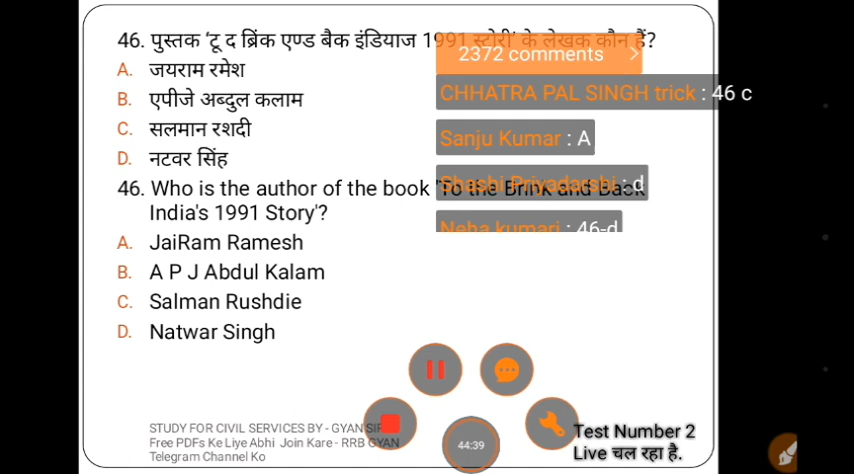 46. पुस्तक ‘टू द ब्रिंक एण्ड बैक इंडियाज 1991 स्टोरी’ के लेखक कौन हैं?
2372 comments >
A. जयराम रमेश
CHHATRA PAL SINGH trick : 46 c
B. एपीजे अब्दुल कलाम
C. सलमान रशदी
Sanju Kumar : A
D. नटवर सिंह
46. Who is the author of the book 'To the Brink and Back
Shashi Priyadarshi : d
India's 1991 Story'?
Neha kumari : 46-d
A. JaiRam Ramesh
B. A P J Abdul Kalam
C. Salman Rushdie
D. Natwar Singh
STUDY FOR CIVIL SERVICES BY - GYAN
Free PDFs Ke Liye Abhi Join Kare - RRB GYAN
Telegram Channel Ko
44:39
Test Number 2
Live चल रहा है.